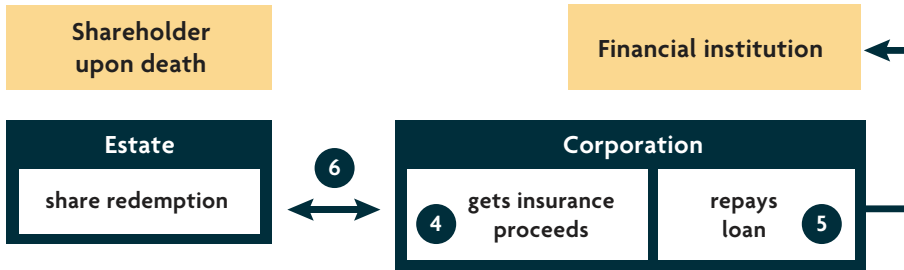 Shareholder
upon death
Financial institution
Estate
share redemption
6
Corporation
4
gets insurance
proceeds
repays
loan
5